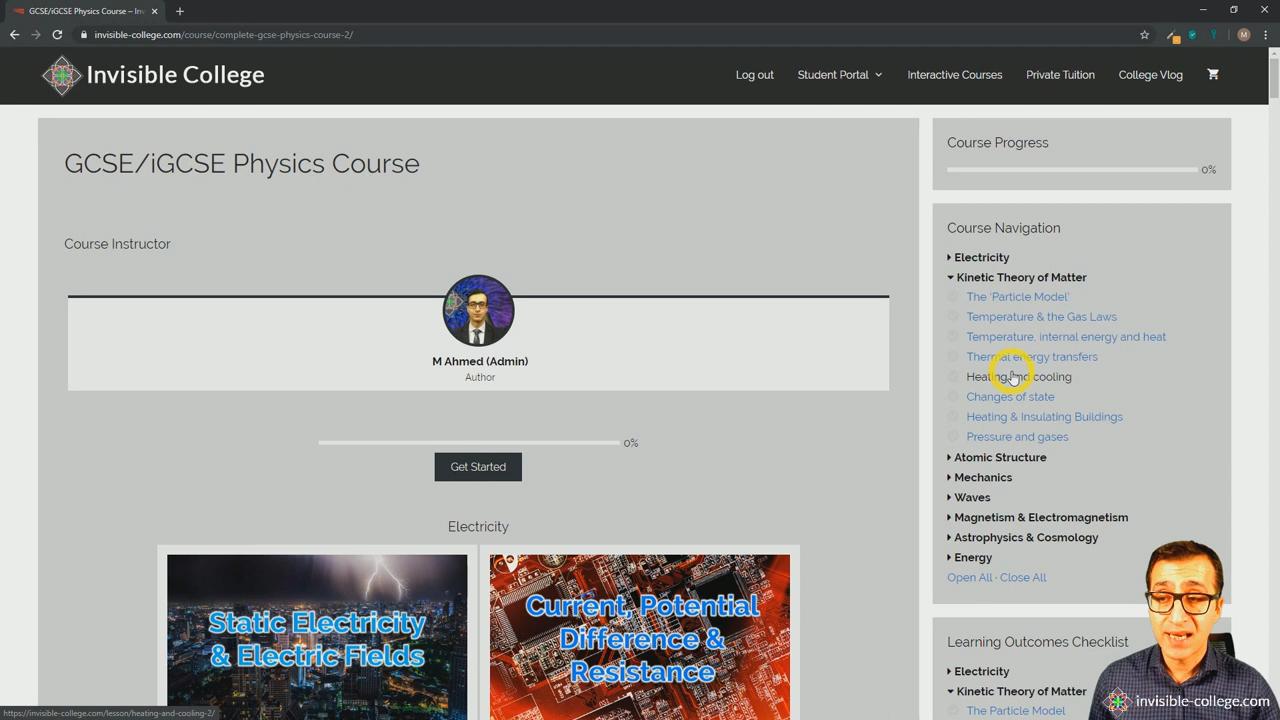 GCSE/iGCSE Physics Course – Inv
invisible-college.com/course/complete-gcse-physics-course-2/
M
Invisible College
Log out
Student Portal
Interactive Courses
Private Tuition
College Vlog
GCSE/iGCSE Physics Course
Course Instructor
M Ahmed (Admin)
Author
0%
Get Started
Electricity
Static Electricity
& Electric Fields
Current, Potential
Difference &
Resistance
Course Progress
0%
Course Navigation
Electricity
Kinetic Theory of Matter
The 'Particle Model'
Temperature & the Gas Laws
Temperature, internal energy and heat
Thermal energy transfers
Heating and cooling
Changes of state
Heating & Insulating Buildings
Pressure and gases
Atomic Structure
Mechanics
Waves
Magnetism & Electromagnetism
Astrophysics & Cosmology
Energy
Open All · Close All
Learning Outcomes Checklist
Electricity
Kinetic Theory of Matter
The Particle Model
invisible-college.com
https://invisible-college.com/lesson/heating-and-cooling-2/